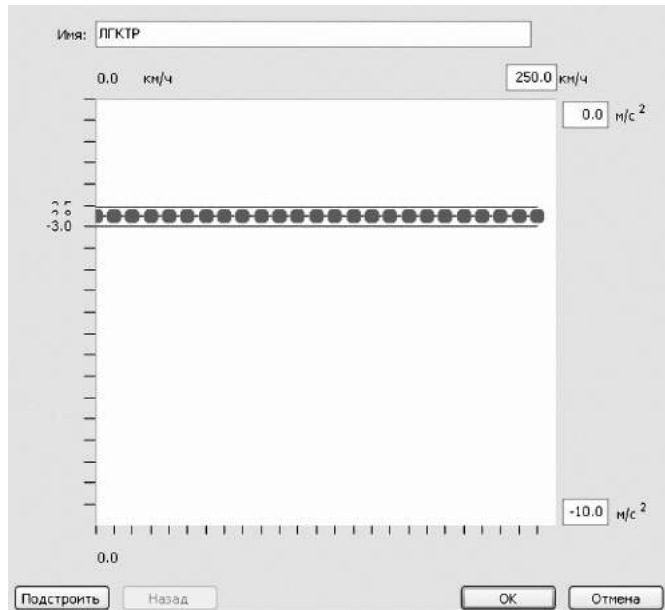 Имя: ЛГКТР
0.0 км/ч 250.0 км/ч
0.0 м/с 2
-3.0
-10.0 м/с 2
0.0
Подстроить Назад ОК Отмена